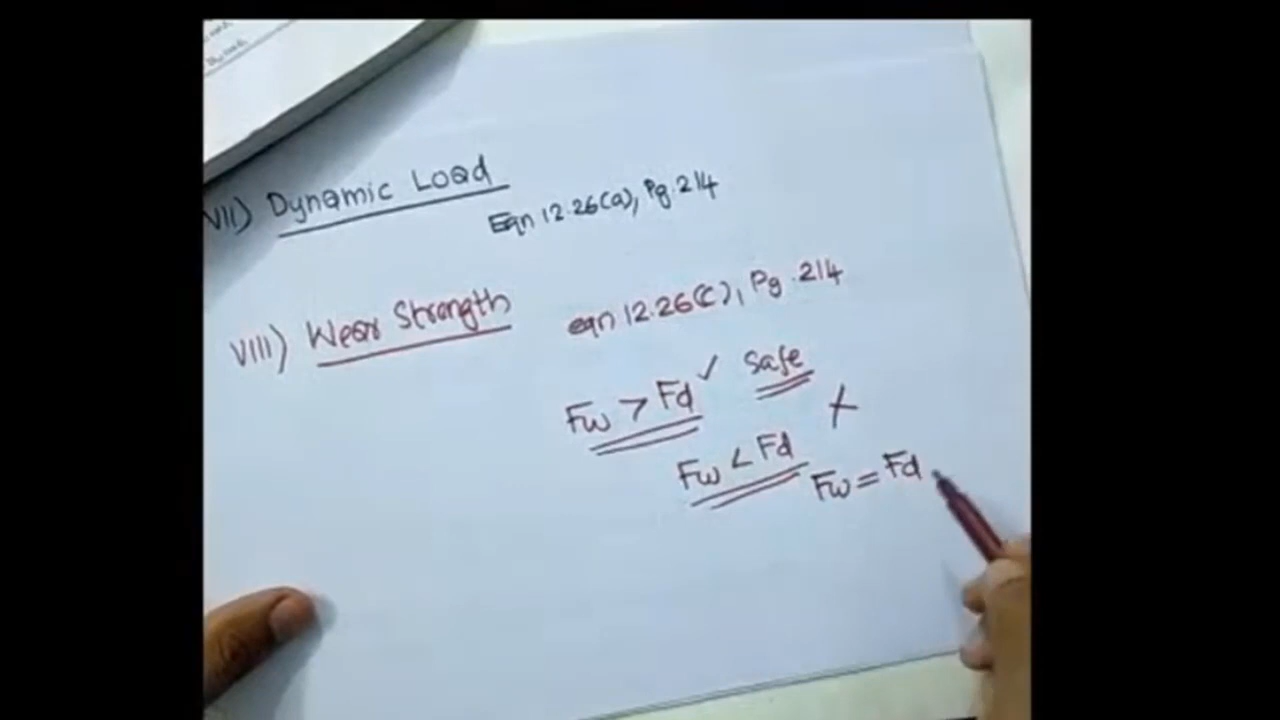 VII) Dynamic Load
Eqn 12.26(a), Pg.214
VIII) Wear Strength
eqn 12.26(c), Pg.214
Fw > Fd ✓ Safe
Fw < Fd ×
Fw = Fd